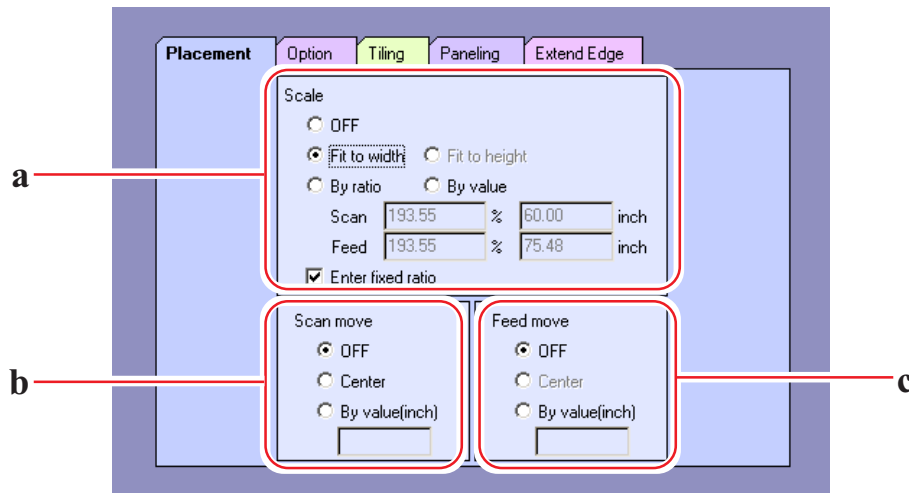 Placement Option Tiling Paneling Extend Edge
a
Scale
OFF
Fit to width Fit to height
By ratio By value
Scan 193.55 % 60.00 inch
Feed 193.55 % 75.48 inch
Enter fixed ratio
b
Scan move
OFF
Center
By value(inch)
Feed move
OFF
Center
By value(inch)
c